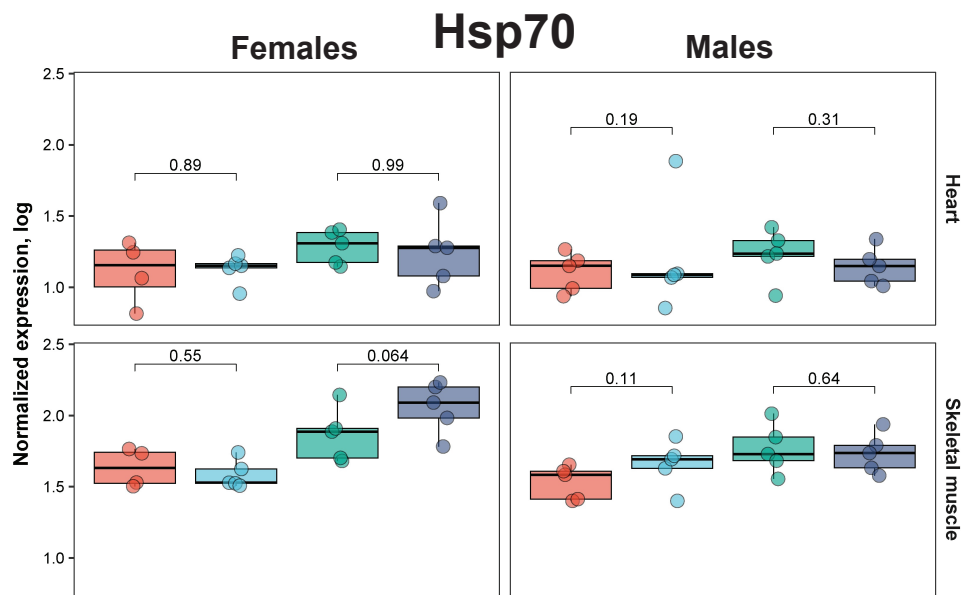 Hsp70
Females
Males
2.5
2.0
1.5
1.0
0.89
0.99
0.19
0.31
Heart
Normalized expression, log
2.5
2.0
1.5
1.0
0.55
0.064
0.11
0.64
Skeletal muscle